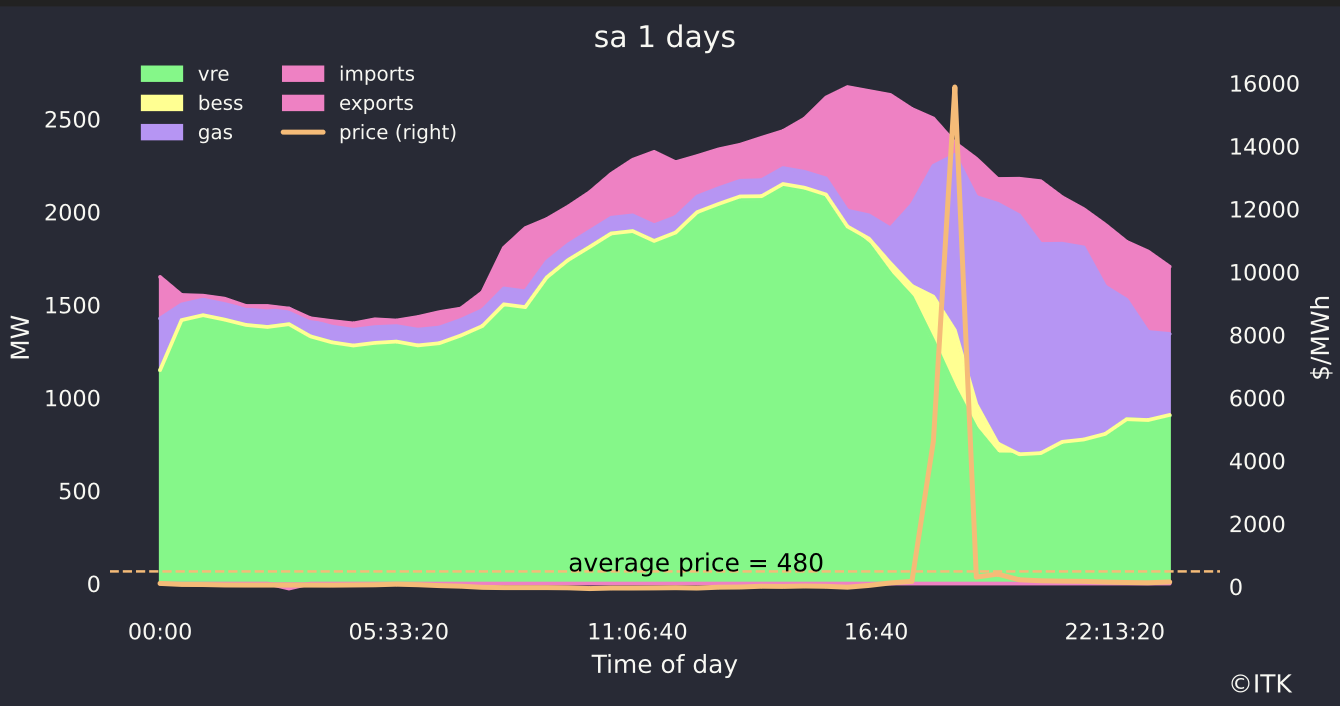 sa 1 days
vre
bess
gas
imports
exports
price (right)
MW
2500
2000
1500
1000
500
0
16000
14000
12000
10000
8000
6000
4000
2000
0
$/MWh
average price = 480
00:00 05:33:20 11:06:40 16:40 22:13:20
Time of day
©ITK